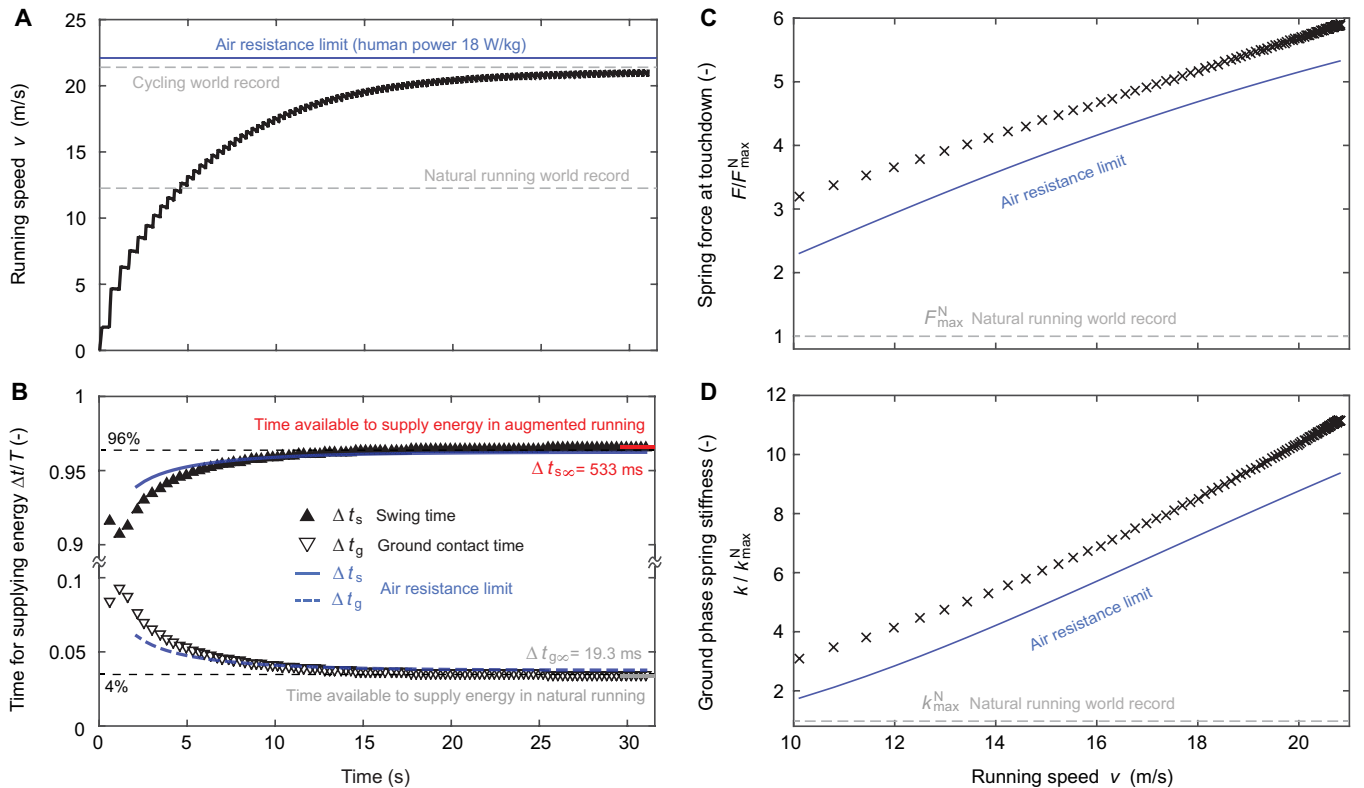 A
Running speed v (m/s)
25
20
15
10
5
0
Air resistance limit (human power 18 W/kg)
Cycling world record
Natural running world record
B
Time for supplying energy Δt/T (-)
1
0.95
0.9
0.1
0.05
0
96%
Time available to supply energy in augmented running
Δ t s∞ = 533 ms
Δ t s Swing time
Δ t g Ground contact time
Δ t s
Air resistance limit
Δ t g
Δ t g∞ = 19.3 ms
4%
Time available to supply energy in natural running
0 5 10 15 20 25 30
Time (s)
C
Spring force at touchdown (-)
F/F N max
6
5
4
3
2
1
Air resistance limit
F N max Natural running world record
D
Ground phase spring stiffness (-)
k / k N max
12
10
8
6
4
2
Air resistance limit
k N max Natural running world record
10 12 14 16 18 20
Running speed v (m/s)